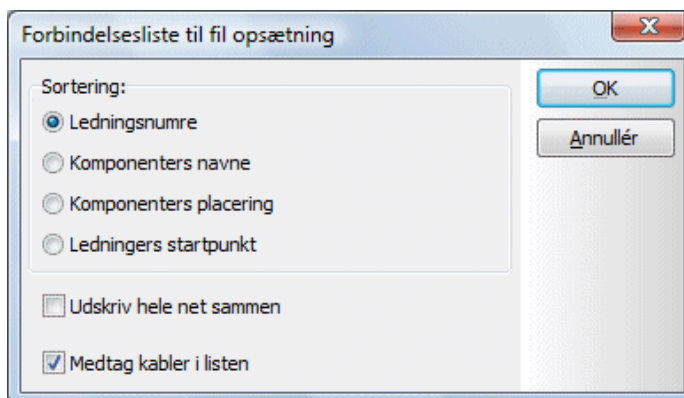 Forbindelsesliste til fil opsætning
Sortering:
Ledningsnumre
Komponenters navne
Komponenters placering
Ledningers startpunkt
Udskriv hele net sammen
Medtag kabler i listen
OK
Annullér